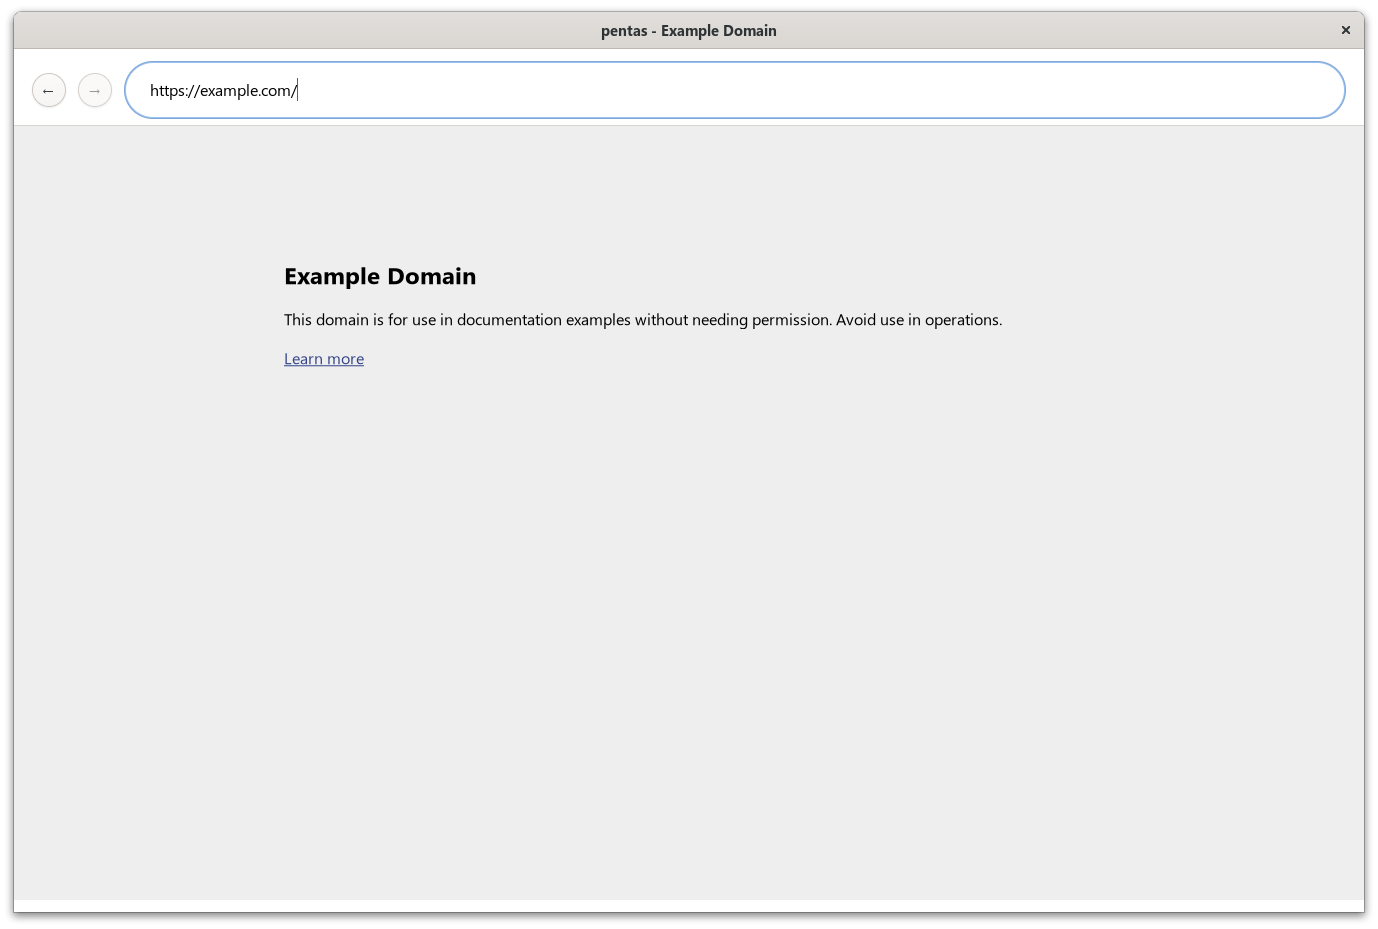 pentas - Example Domain
https://example.com/
Example Domain
This domain is for use in documentation examples without needing permission. Avoid use in operations.
Learn more